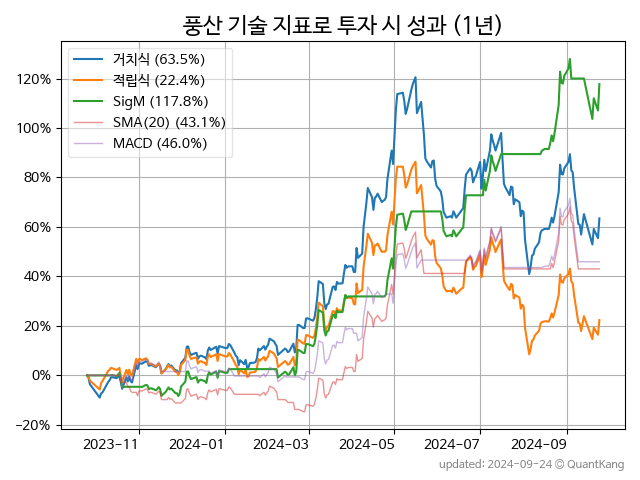 풍산 기술 지표로 투자 시 성과 (1년)
거치식 (63.5%)
적립식 (22.4%)
SigM (117.8%)
SMA(20) (43.1%)
MACD (46.0%)
120%
100%
80%
60%
40%
20%
0%
−20%
2023−11
2024−01
2024−03
2024−05
2024−07
2024−09
updated: 2024-09-24 © QuantKang